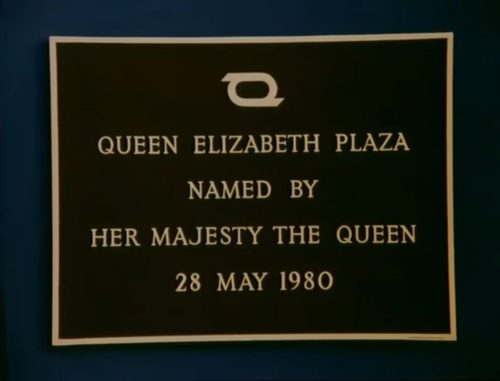 QUEEN ELIZABETH PLAZA
NAMED BY
HER MAJESTY THE QUEEN
28 MAY 1980